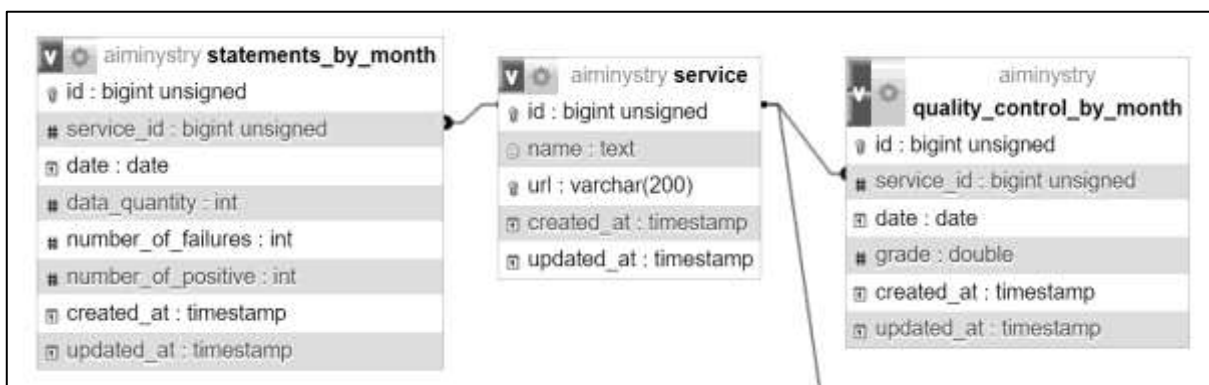 aiminystry statements_by_month
id : bigint unsigned
service_id : bigint unsigned
date : date
data_quantity : int
number_of_failures : int
number_of_positive : int
created_at : timestamp
updated_at : timestamp
aiminystry service
id : bigint unsigned
name : text
url : varchar(200)
created_at : timestamp
updated_at : timestamp
aiminystry
quality_control_by_month
id : bigint unsigned
service_id : bigint unsigned
date : date
grade : double
created_at : timestamp
updated_at : timestamp